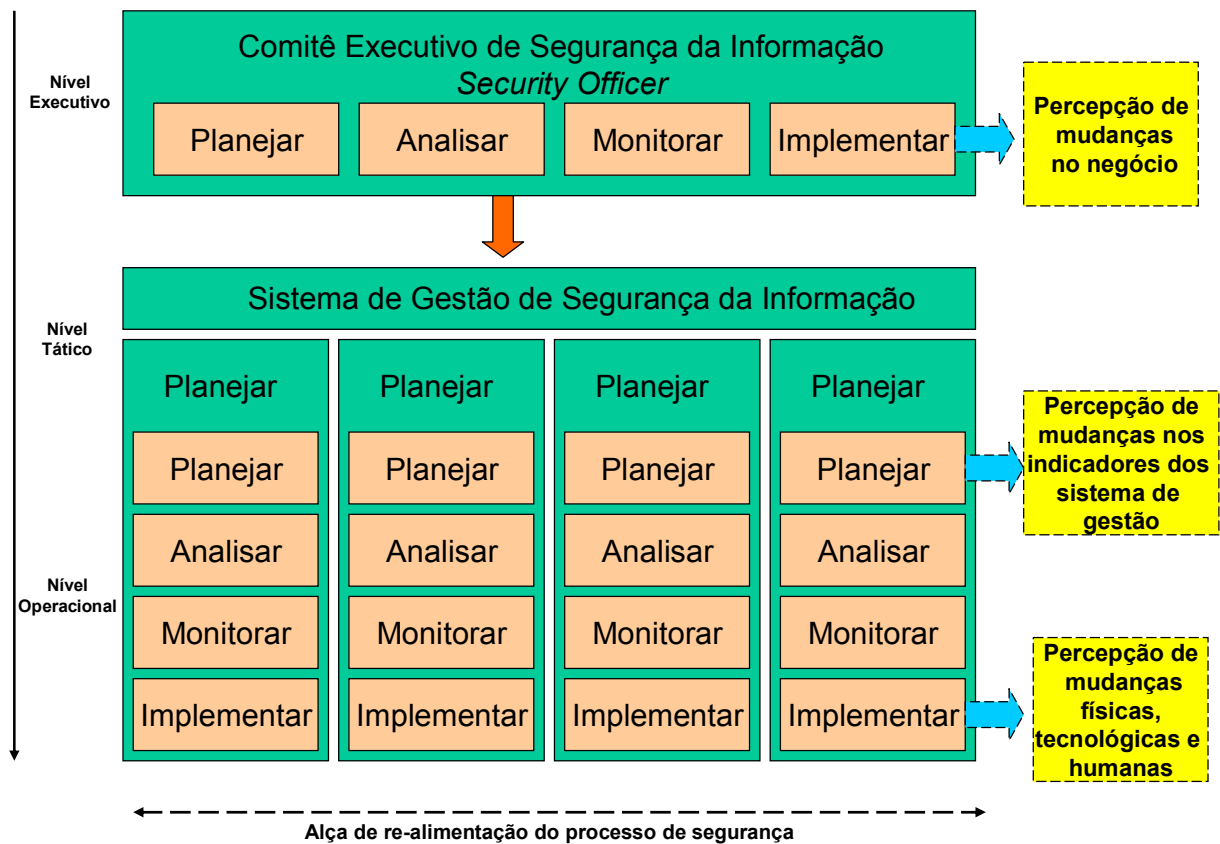 Comitê Executivo de Segurança da Informação
Security Officer
Nível
Executivo
Planejar
Analisar
Monitorar
Implementar
Percepção de
mudanças
no negócio
Sistema de Gestão de Segurança da Informação
Nível
Tático
Planejar
Planejar
Planejar
Planejar
Planejar
Planejar
Planejar
Planejar
Percepção de
mudanças nos
indicadores dos
sistema de
gestão
Analisar
Analisar
Analisar
Analisar
Nível
Operacional
Monitorar
Monitorar
Monitorar
Monitorar
Implementar
Implementar
Implementar
Implementar
Percepção de
mudanças
físicas,
tecnológicas e
humanas
Alça de re-alimentação do processo de segurança